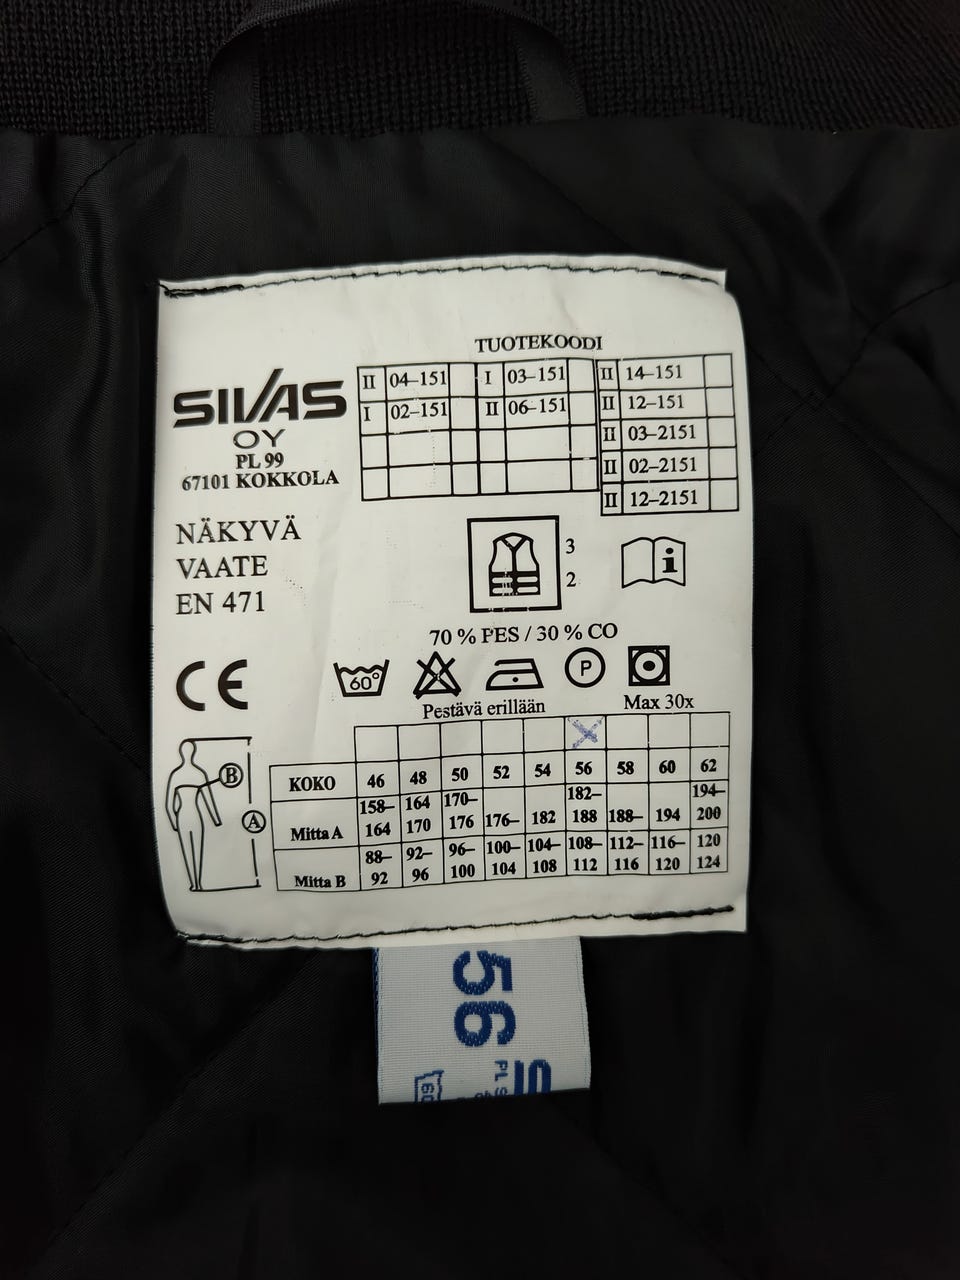 TUOTEKOODI
II 04–151 I 03–151 II 14–151
I 02–151 II 06–151 II 12–151
II 03–2151
II 02–2151
II 12–2151
SIVAS
OY
PL 99
67101 KOKKOLA
NÄKYVÄ
VAATE
EN 471
3
2
i
70 % PES / 30 % CO
CE
60° P
Pestävä erillään Max 30x
X
KOKO 46 48 50 52 54 56 58 60 62
Mitta A 158–164 164 170 170–176 176– 182 182–188 188– 194 194–200
Mitta B 88–92 92–96 96–100 100–104 104–108 108–112 112–116 116–120 120 124
B
A
56
S
PL 9
60